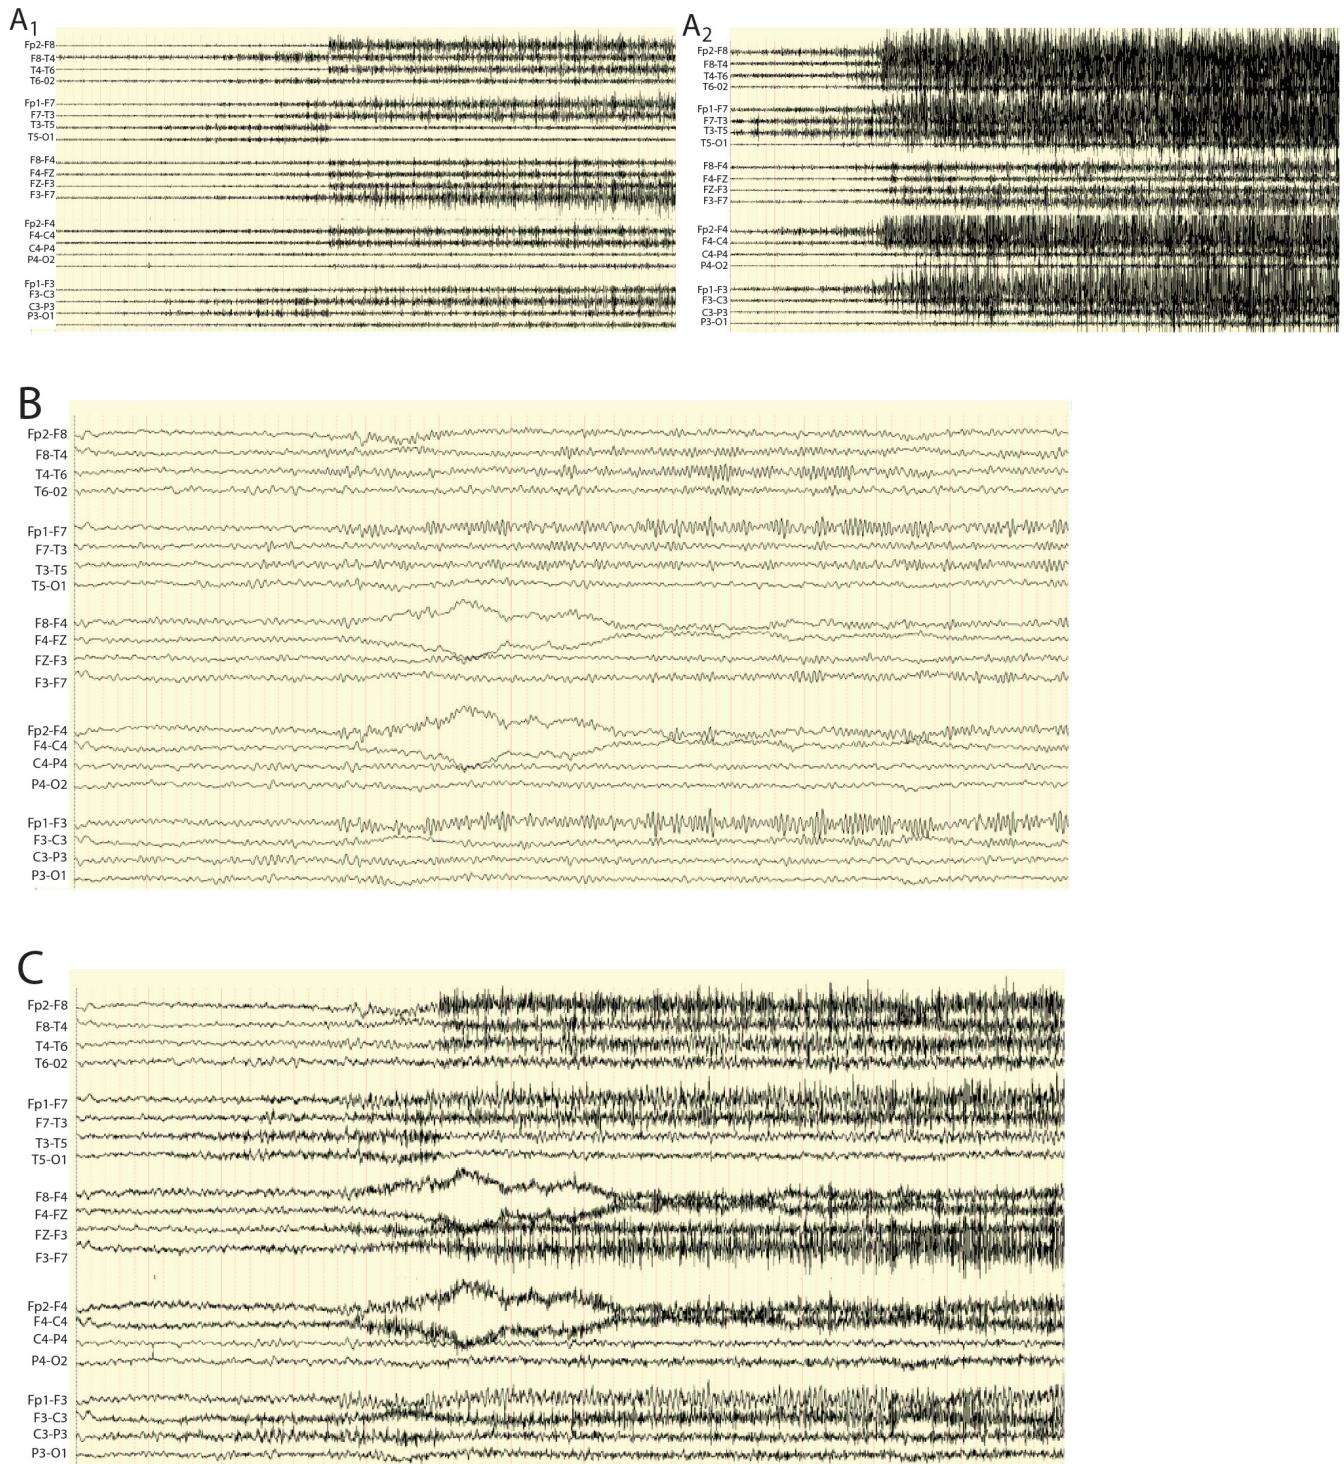 A1
Fp2-F8
F8-T4
T4-T6
T6-02
Fp1-F7
F7-T3
T3-T5
T5-O1
F8-F4
F4-FZ
FZ-F3
F3-F7
Fp2-F4
F4-C4
C4-P4
P4-O2
Fp1-F3
F3-C3
C3-P3
P3-O1
A2
Fp2-F8
F8-T4
T4-T6
T6-02
Fp1-F7
F7-T3
T3-T5
T5-O1
F8-F4
F4-FZ
FZ-F3
F3-F7
Fp2-F4
F4-C4
C4-P4
P4-O2
Fp1-F3
F3-C3
C3-P3
P3-O1
B
Fp2-F8
F8-T4
T4-T6
T6-02
Fp1-F7
F7-T3
T3-T5
T5-O1
F8-F4
F4-FZ
FZ-F3
F3-F7
Fp2-F4
F4-C4
C4-P4
P4-O2
Fp1-F3
F3-C3
C3-P3
P3-O1
C
Fp2-F8
F8-T4
T4-T6
T6-02
Fp1-F7
F7-T3
T3-T5
T5-O1
F8-F4
F4-FZ
FZ-F3
F3-F7
Fp2-F4
F4-C4
C4-P4
P4-O2
Fp1-F3
F3-C3
C3-P3
P3-O1